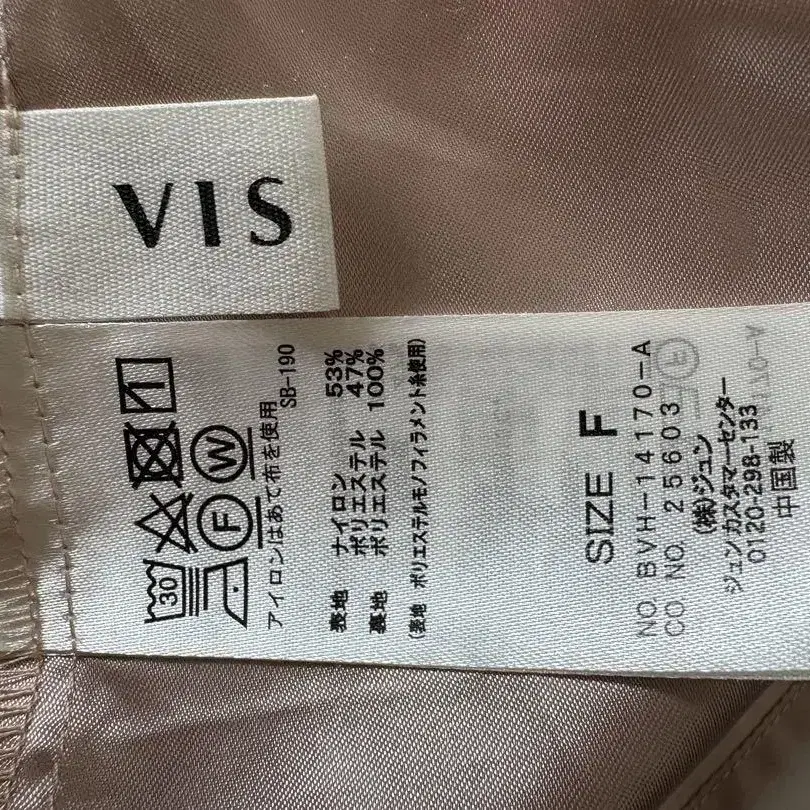 VIS
30
F W
アイロンはあて布を使用
SB-190
表地 ナイロン 53%
ポリエステル 47%
裏地 ポリエステル 100%
(表地 ポリエステルモノフィラメント糸使用)
SIZE F
NO. BVH-14170-A
CO NO. 25603
(株)ジュン
ジュン カスタマーセンター
0120-298-133
中国製